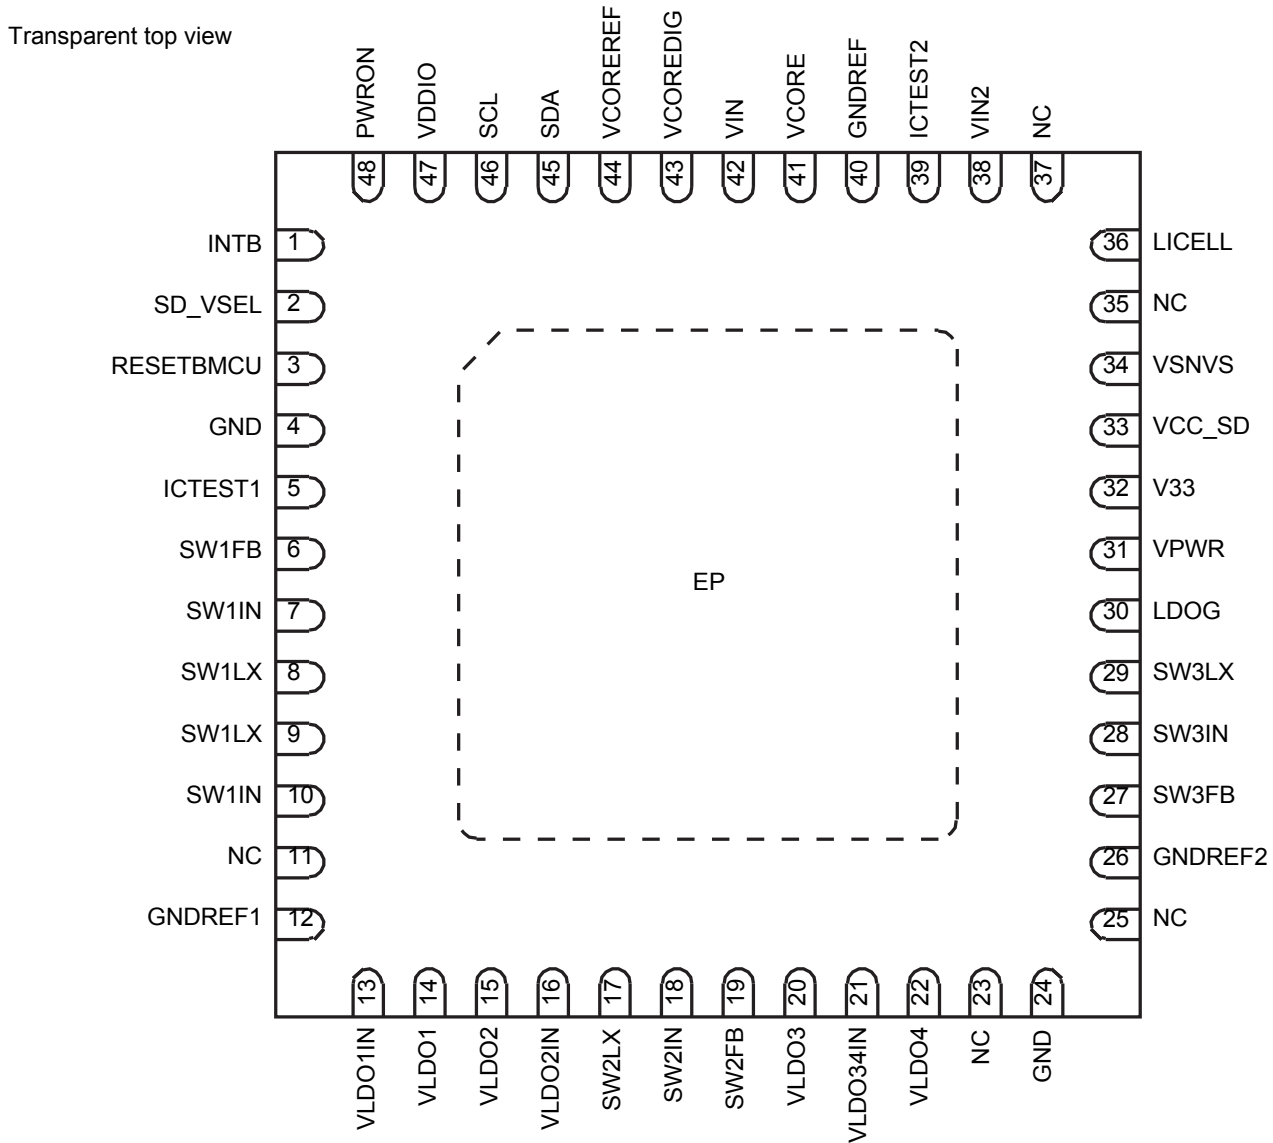 Transparent top view
PWRON
VDDIO
SCL
SDA
VCOREREF
VCOREDIG
VIN
VCORE
GNDREF
ICTEST2
VIN2
NC
48
47
46
45
44
43
42
41
40
39
38
37
INTB 1
SD_VSEL 2
RESETBMCU 3
GND 4
ICTEST1 5
SW1FB 6
SW1IN 7
SW1LX 8
SW1LX 9
SW1IN 10
NC 11
GNDREF1 12
EP
36 LICELL
35 NC
34 VSNVS
33 VCC_SD
32 V33
31 VPWR
30 LDOG
29 SW3LX
28 SW3IN
27 SW3FB
26 GNDREF2
25 NC
13
14
15
16
17
18
19
20
21
22
23
24
VLDO1IN
VLDO1
VLDO2
VLDO2IN
SW2LX
SW2IN
SW2FB
VLDO3
VLDO34IN
VLDO4
NC
GND